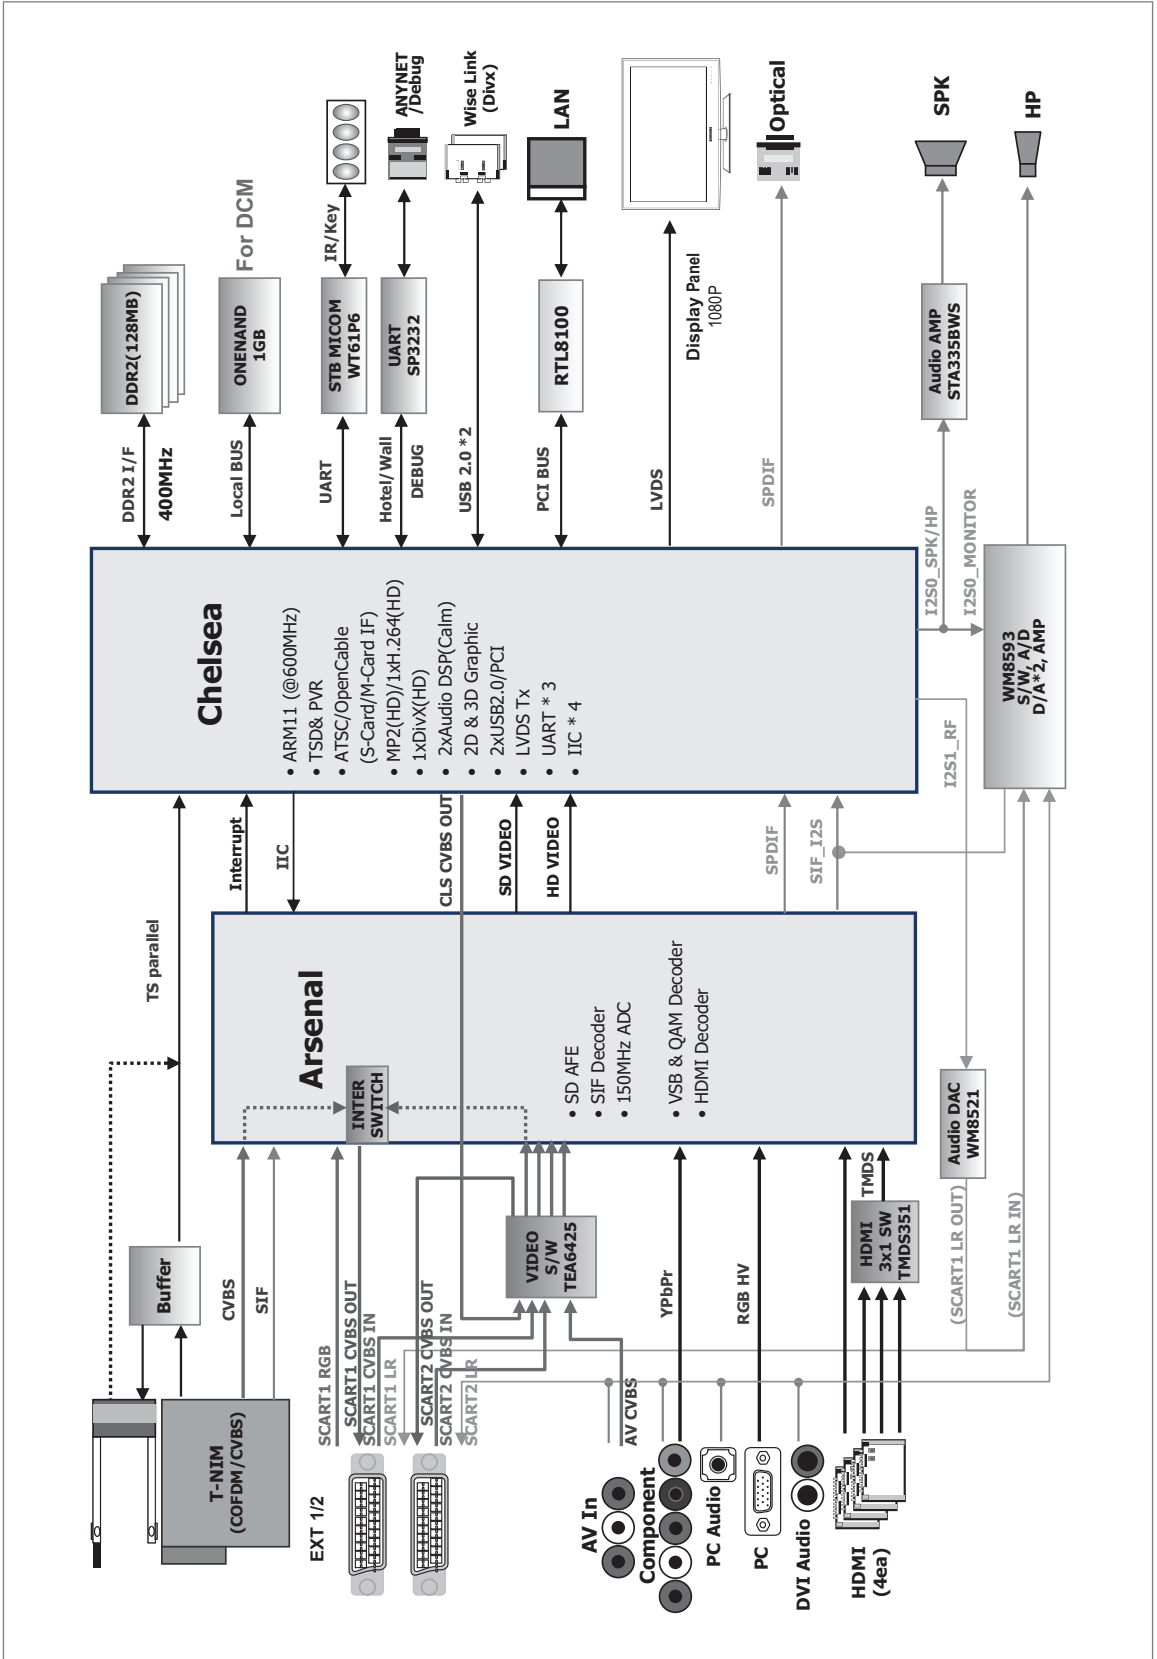 DDR2(128MB)
DDR2 I/F
400MHz
For DCM
ONENAND
1GB
Local BUS
IR/Key
STB MICOM
WT61P6
UART
ANYNET
/Debug
UART
SP3232
Hotel/Wall
DEBUG
Wise Link
(Divx)
USB 2.0 *2
LAN
RTL8100
PCI BUS
Display Panel
1080P
LVDS
Optical
SPDIF
SPK
Audio AMP
STA335BWS
I2S0_SPK/HP
I2S0_MONITOR
HP
WM8593
S/W, A/D
D/A*2, AMP
Chelsea
• ARM11 (@600MHz)
• TSD& PVR
• ATSC/OpenCable
(S-Card/M-Card IF)
• MP2(HD)/1xH.264(HD)
• 1xDivX(HD)
• 2xAudio DSP(Calm)
• 2D & 3D Graphic
• 2xUSB2.0/PCI
• LVDS Tx
• UART * 3
• IIC * 4
TS parallel
Interrupt
IIC
CLS CVBS OUT
SD VIDEO
HD VIDEO
SPDIF
SIF_I2S
I2S1_RF
Arsenal
INTER
SWITCH
• SD AFE
• SIF Decoder
• 150MHz ADC
• VSB & QAM Decoder
• HDMI Decoder
Audio DAC
WM8521
Buffer
CVBS
SIF
SCART1 RGB
SCART1 CVBS OUT
SCART1 CVBS IN
SCART1 LR
SCART2 CVBS OUT
SCART2 CVBS IN
SCART2 LR
VIDEO
S/W
TEA6425
AV CVBS
YPbPr
RGB HV
TMDS
HDMI
3x1 SW
TMDS351
(SCART1 LR OUT)
(SCART1 LR IN)
T-NIM
(COFDM/CVBS)
EXT 1/2
AV In
Component
PC Audio
PC
DVI Audio
HDMI
(4ea)